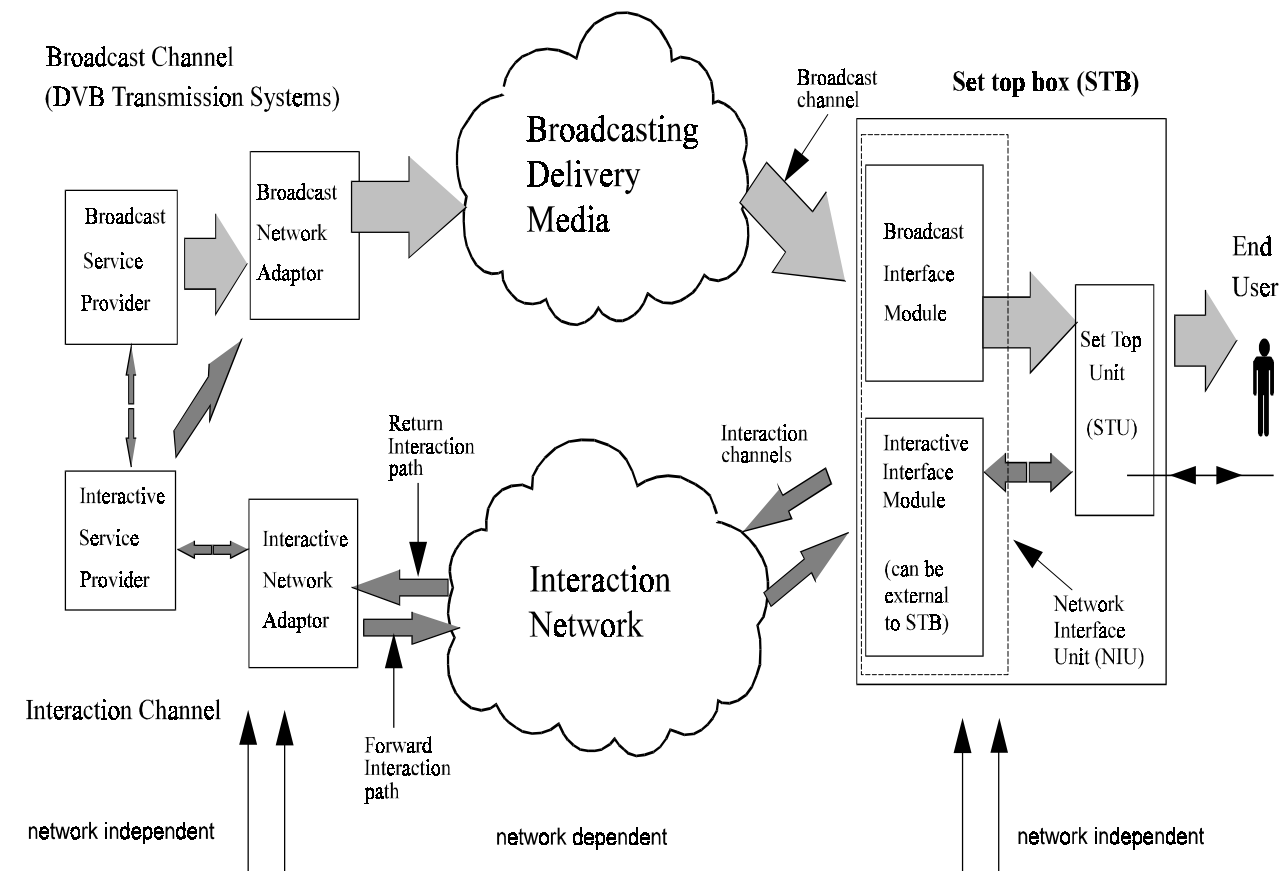 Broadcast Channel
(DVB Transmission Systems)
Broadcast
Service
Provider
Broadcast
Network
Adaptor
Broadcasting
Delivery
Media
Broadcast
channel
Set top box (STB)
Broadcast
Interface
Module
Set Top
Unit
(STU)
End
User
Interactive
Service
Provider
Interactive
Network
Adaptor
Return
Interaction
path
Interaction
Network
Interaction
channels
Interactive
Interface
Module
(can be
external
to STB)
Network
Interface
Unit (NIU)
Interaction Channel
Forward
Interaction
path
network independent
network dependent
network independent